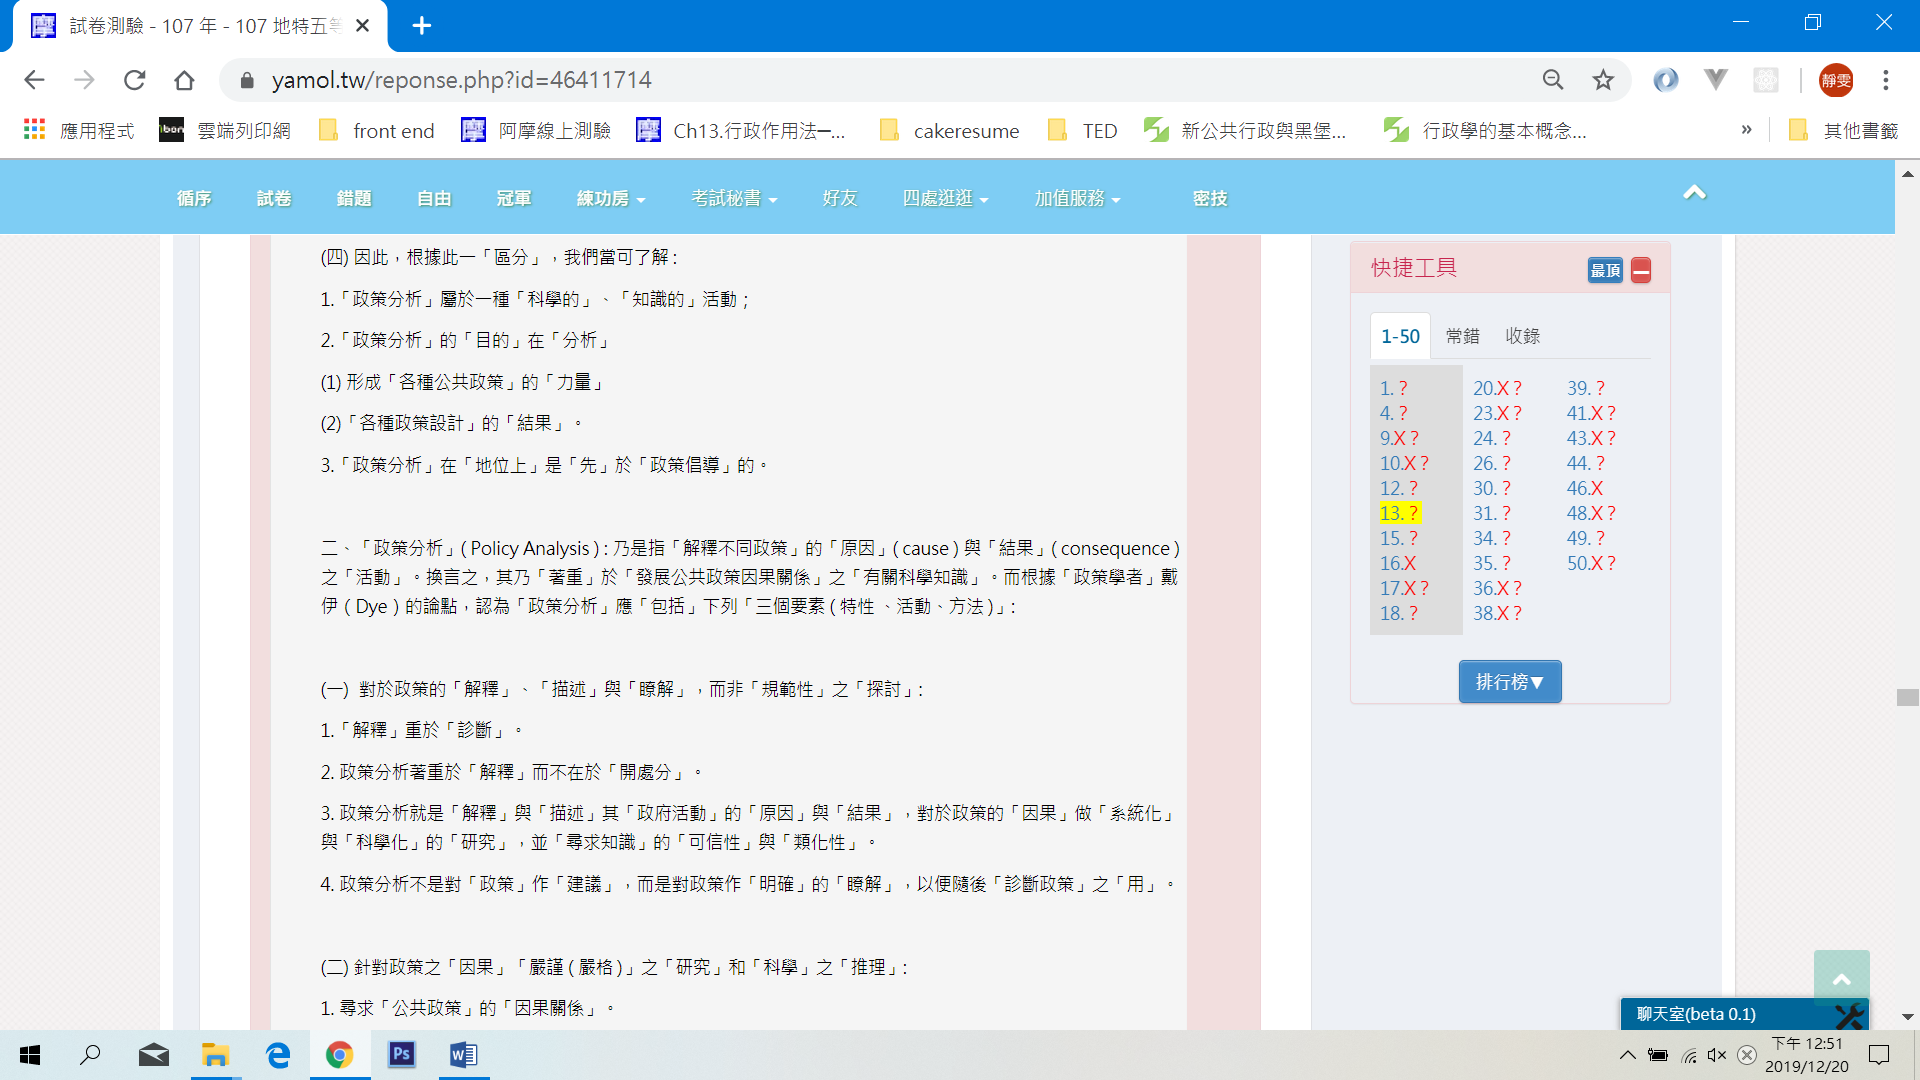 試卷測驗 - 107 年 - 107 地特五等
yamol.tw/reponse.php?id=46411714
靜雯
應用程式 ibon 雲端列印網 front end 阿摩線上測驗 Ch13.行政作用法─... cakeresume TED 新公共行政與黑堡... 行政學的基本概念... » 其他書籤
循序 試卷 錯題 自由 冠軍 練功房 考試秘書 好友 四處逛逛 加值服務 密技
(四) 因此，根據此一「區分」，我們當可了解 :
1.「政策分析」屬於一種「科學的」、「知識的」活動；
2.「政策分析」的「目的」在「分析」
(1) 形成「各種公共政策」的「力量」
(2)「各種政策設計」的「結果」。
3.「政策分析」在「地位上」是「先」於「政策倡導」的。
二、「政策分析」( Policy Analysis ) : 乃是指「解釋不同政策」的「原因」( cause ) 與「結果」( consequence )
之「活動」。換言之，其乃「著重」於「發展公共政策因果關係」之「有關科學知識」。而根據「政策學者」戴
伊 ( Dye ) 的論點，認為「政策分析」應「包括」下列「三個要素 ( 特性 、活動、方法 )」:
(一) 對於政策的「解釋」、「描述」與「瞭解」，而非「規範性」之「探討」:
1.「解釋」重於「診斷」。
2. 政策分析著重於「解釋」而不在於「開處分」。
3. 政策分析就是「解釋」與「描述」其「政府活動」的「原因」與「結果」，對於政策的「因果」做「系統化」
與「科學化」的「研究」，並「尋求知識」的「可信性」與「類化性」。
4. 政策分析不是對「政策」作「建議」，而是對政策作「明確」的「瞭解」，以便隨後「診斷政策」之「用」。
(二) 針對政策之「因果」「嚴謹 ( 嚴格 )」之「研究」和「科學」之「推理」:
1. 尋求「公共政策」的「因果關係」。
快捷工具 最頂
1-50 常錯 收錄
1. ? 20.X ? 39. ?
4. ? 23.X ? 41.X ?
9.X ? 24. ? 43.X ?
10.X ? 26. ? 44. ?
12. ? 30. ? 46.X
13. ? 31. ? 48.X ?
15. ? 34. ? 49. ?
16.X 35. ? 50.X ?
17.X ? 36.X ?
18. ? 38.X ?
排行榜▼
聊天室(beta 0.1)
Ps
下午 12:51
2019/12/20